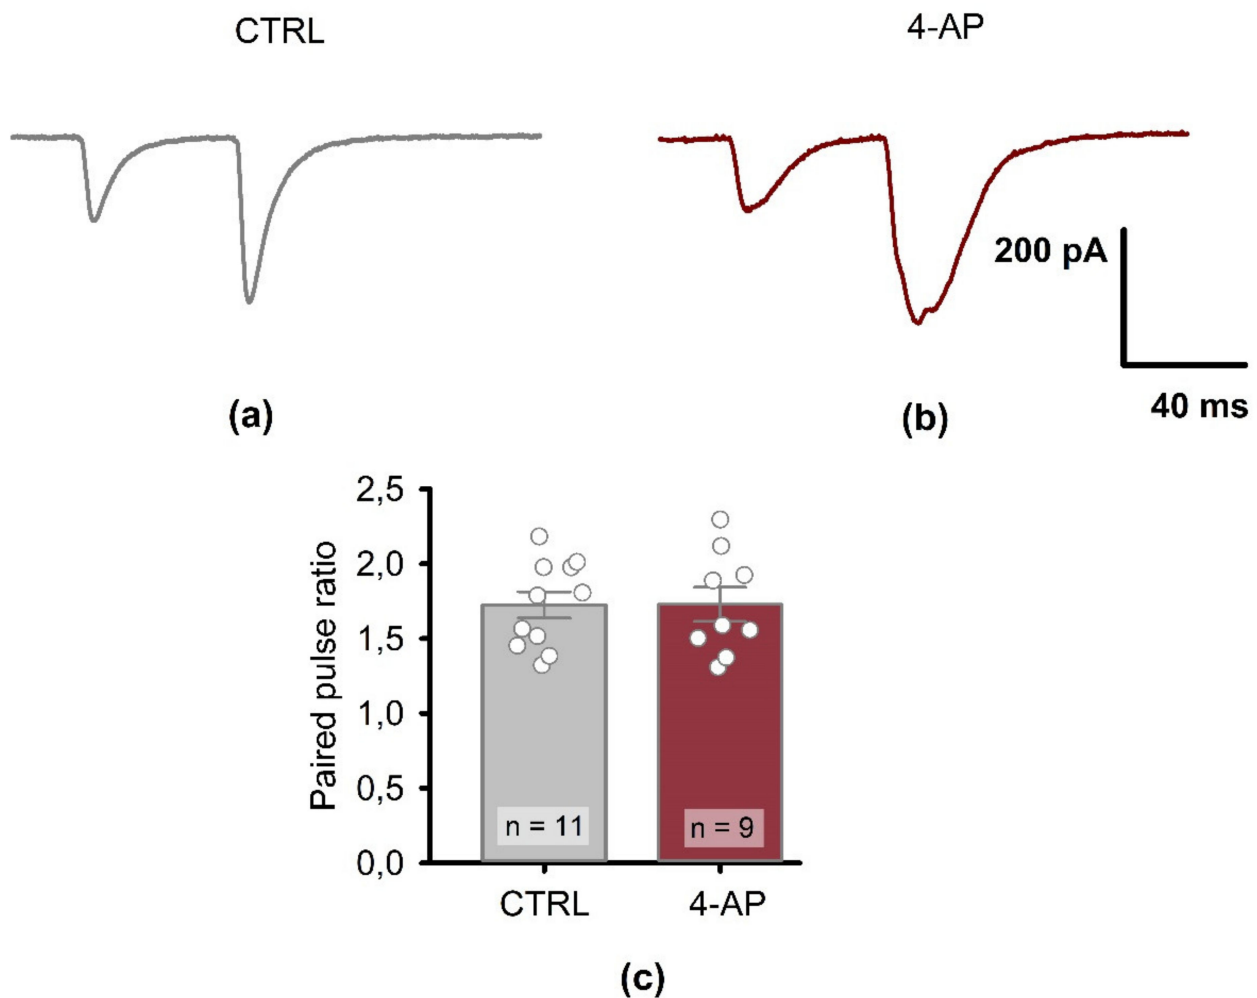 CTRL
4-AP
200 pA
40 ms
(a)
(b)
Paired pulse ratio
2,5
2,0
1,5
1,0
0,5
0,0
n = 11
n = 9
CTRL
4-AP
(c)